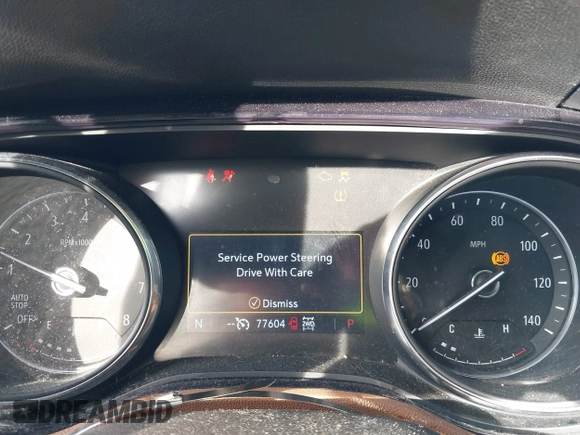 Service Power Steering
Drive With Care
Dismiss
N
--
77604
2WD
P
1
3
4
7
8
RPMx1000
AUTO
STOP
OFF
E
F
20
40
60
80
100
120
140
MPH
ABS
C
H
DREAMBID